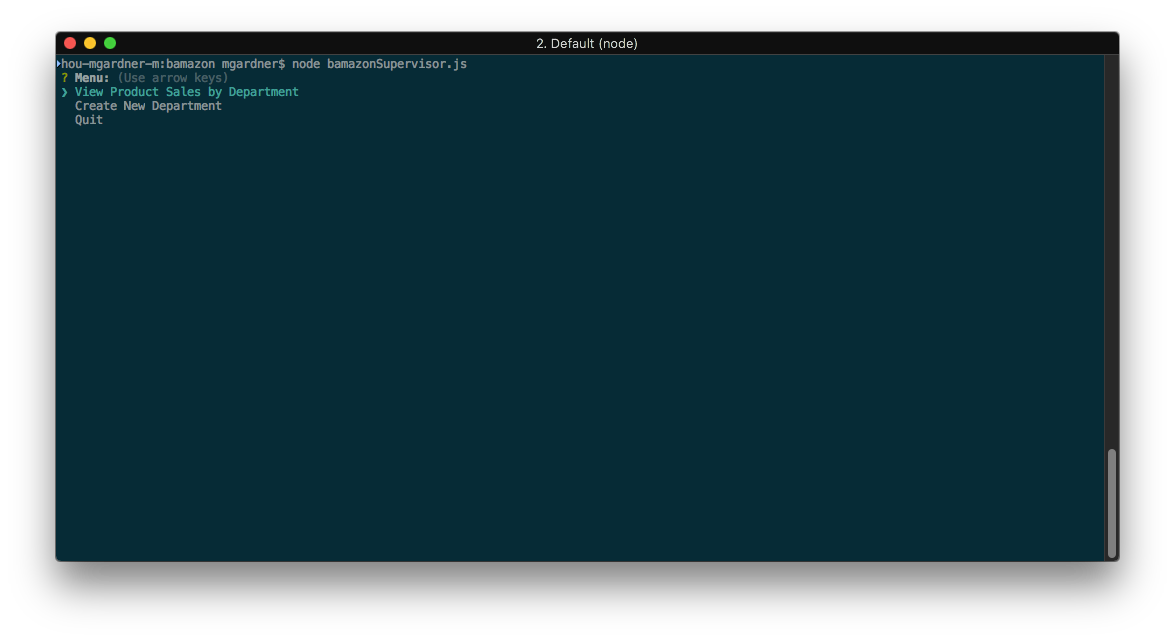 2. Default (node)
hou-mgardner-m:bamazon mgardner$ node bamazonSupervisor.js
? Menu: (Use arrow keys)
❯ View Product Sales by Department
Create New Department
Quit